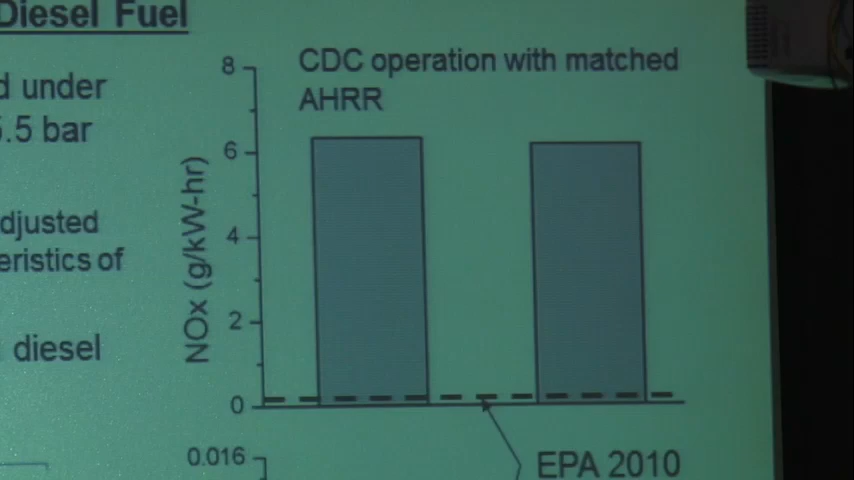 Diesel Fuel
d under
5.5 bar
djusted
eristics of
diesel
CDC operation with matched
AHRR
8
6
4
2
0
NOx (g/kW-hr)
0.016
EPA 2010